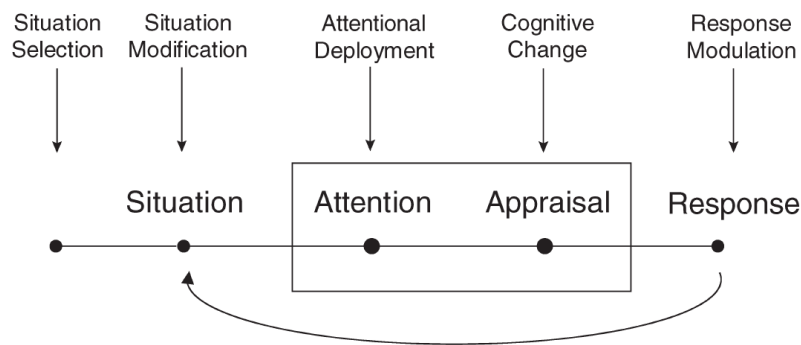 Situation
Selection
Situation
Modification
Attentional
Deployment
Cognitive
Change
Response
Modulation
Situation
Attention
Appraisal
Response